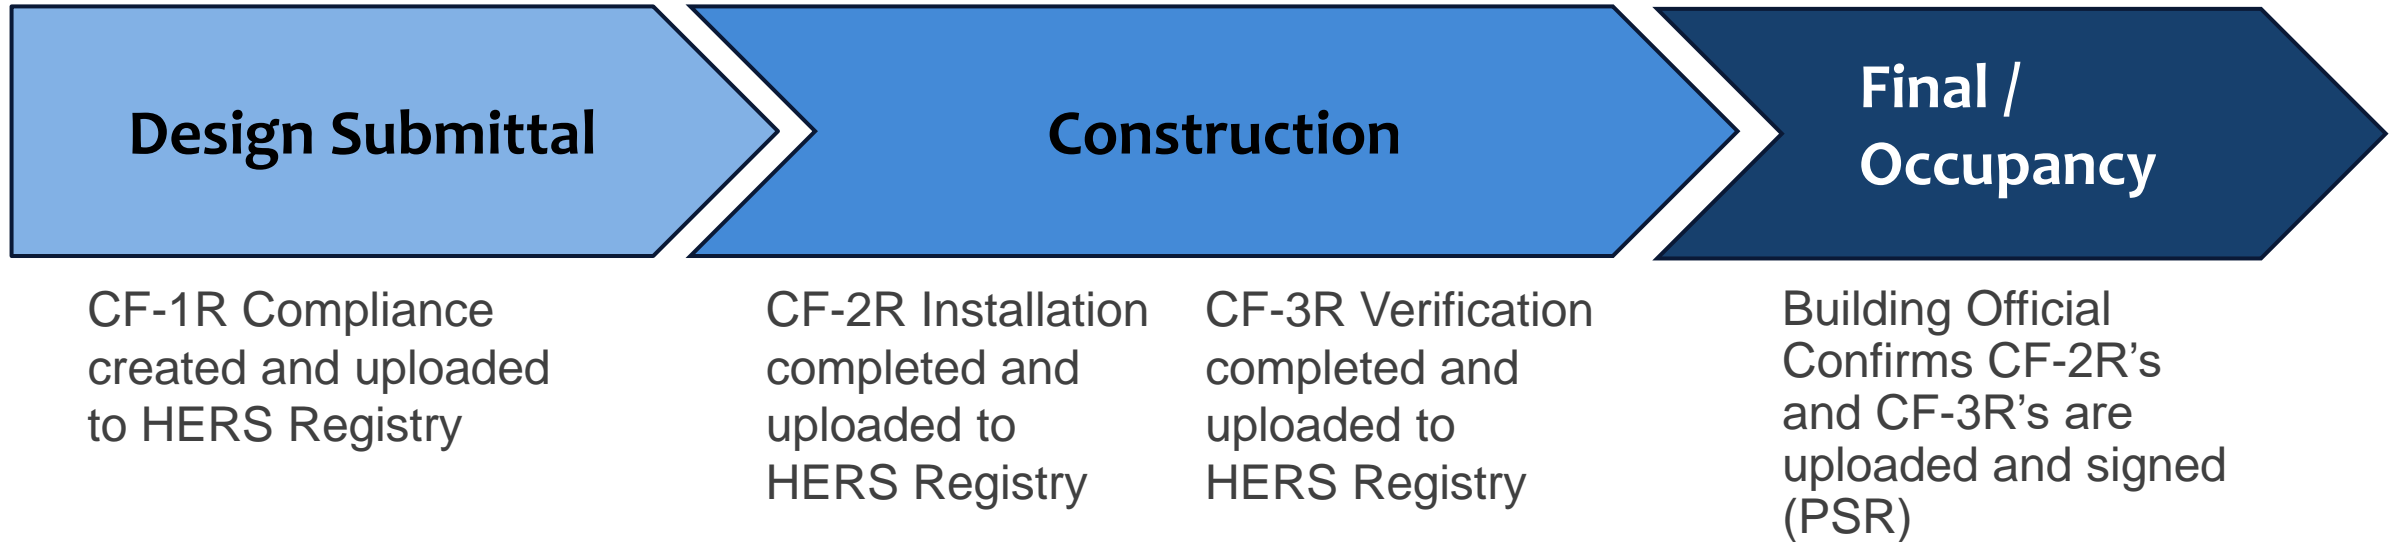 Design Submittal
Construction
Final /
Occupancy
CF-1R Compliance
created and uploaded
to HERS Registry
CF-2R Installation
completed and
uploaded to
HERS Registry
CF-3R Verification
completed and
uploaded to
HERS Registry
Building Official
Confirms CF-2R’s
and CF-3R’s are
uploaded and signed
(PSR)